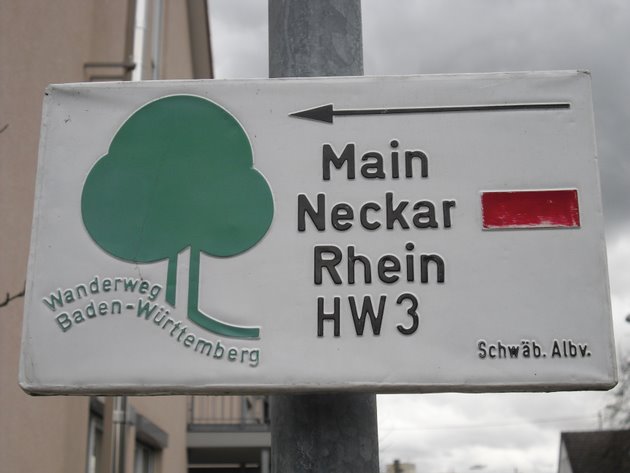 Main
Neckar
Rhein
HW3
Wanderweg
Baden-Württemberg
Schwäb. Albv.